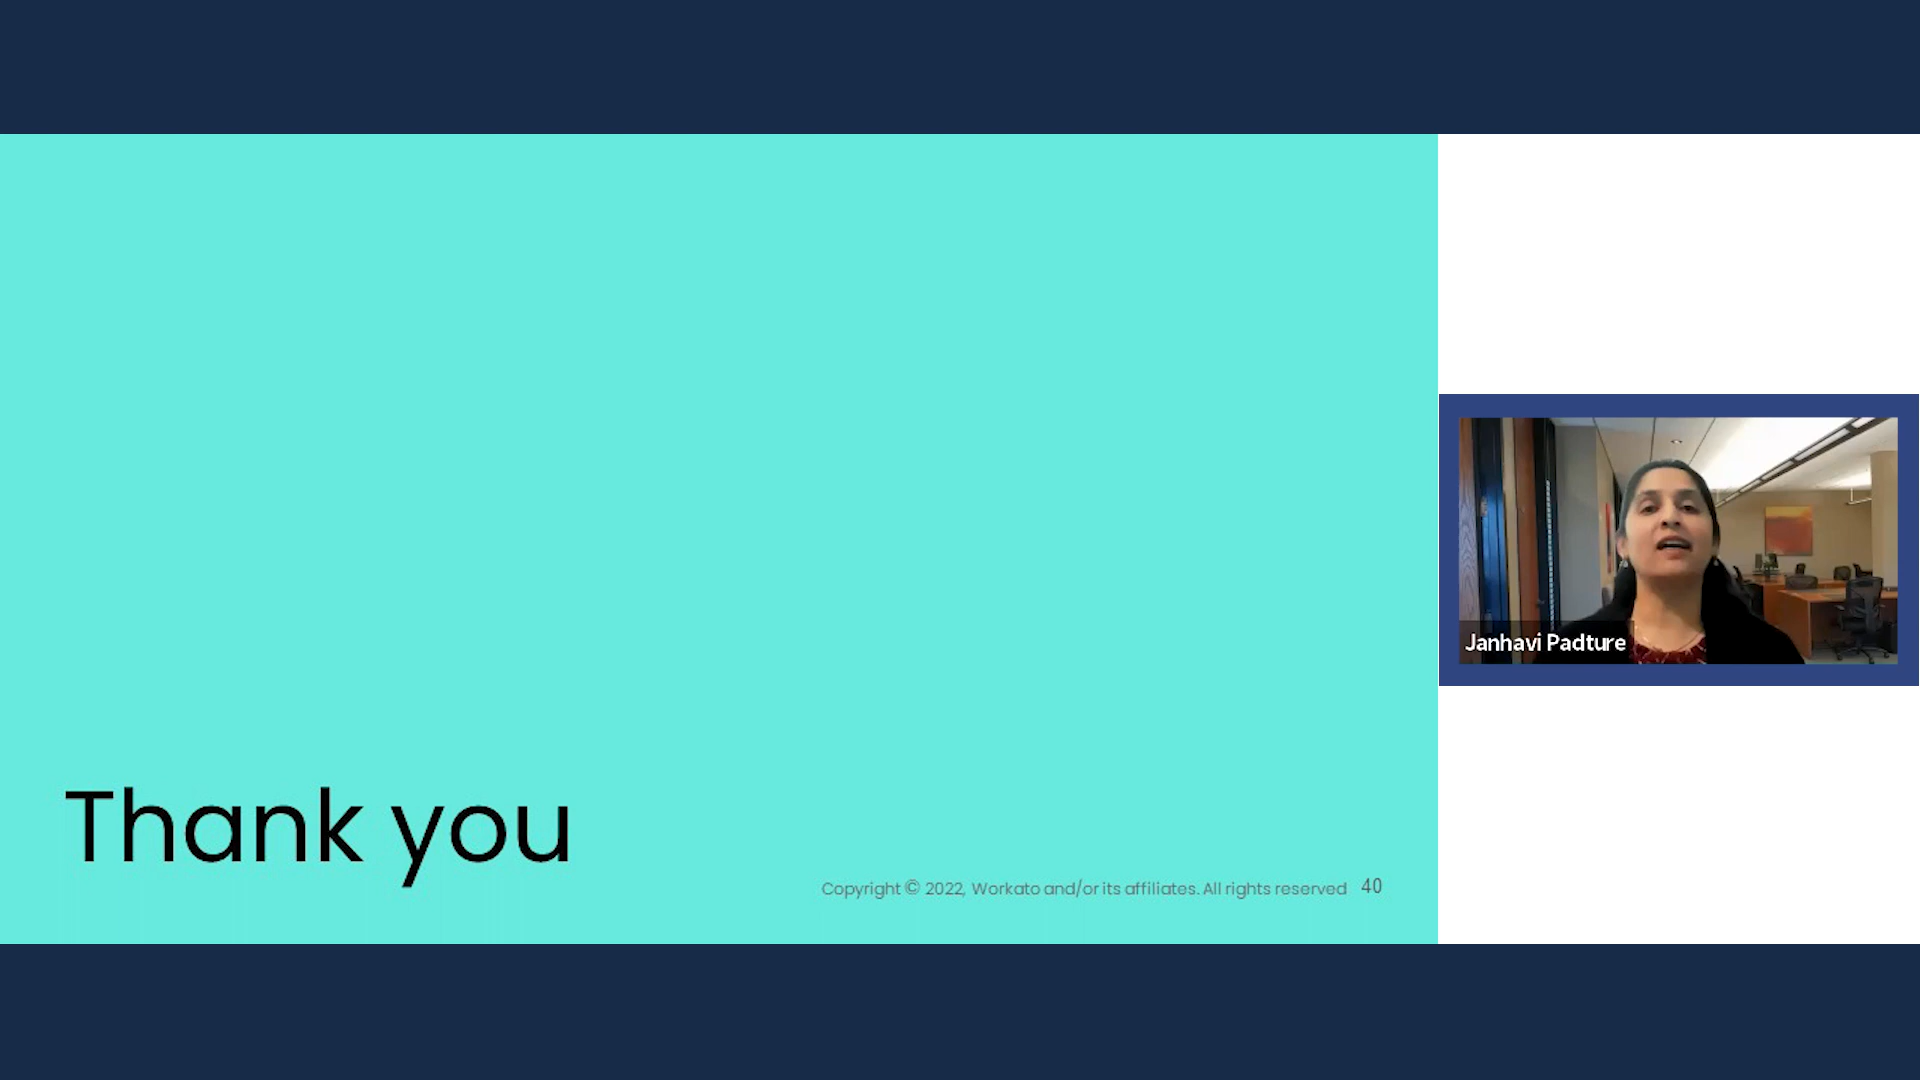 Janhavi Padture
Thank you
Copyright © 2022, Workato and/or its affiliates. All rights reserved 40